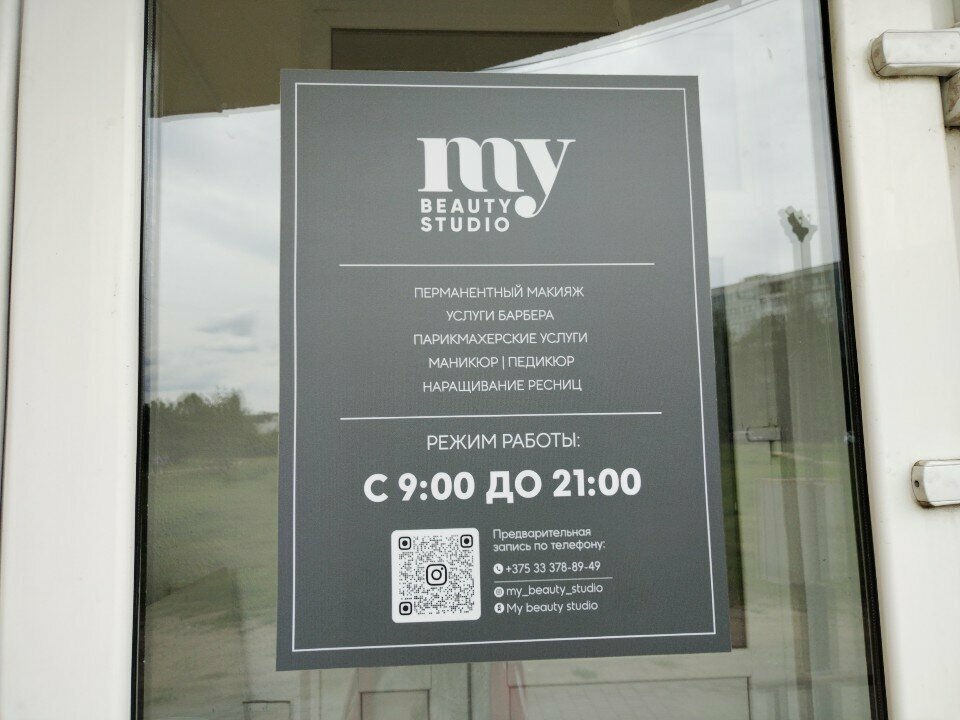 my
BEAUTY
STUDIO
ПЕРМАНЕНТНЫЙ МАКИЯЖ
УСЛУГИ БАРБЕРА
ПАРИКМАХЕРСКИЕ УСЛУГИ
МАНИКЮР | ПЕДИКЮР
НАРАЩИВАНИЕ РЕСНИЦ
РЕЖИМ РАБОТЫ:
С 9:00 ДО 21:00
Предварительная
запись по телефону:
+375 33 378-89-49
my_beauty_studio
My beauty studio